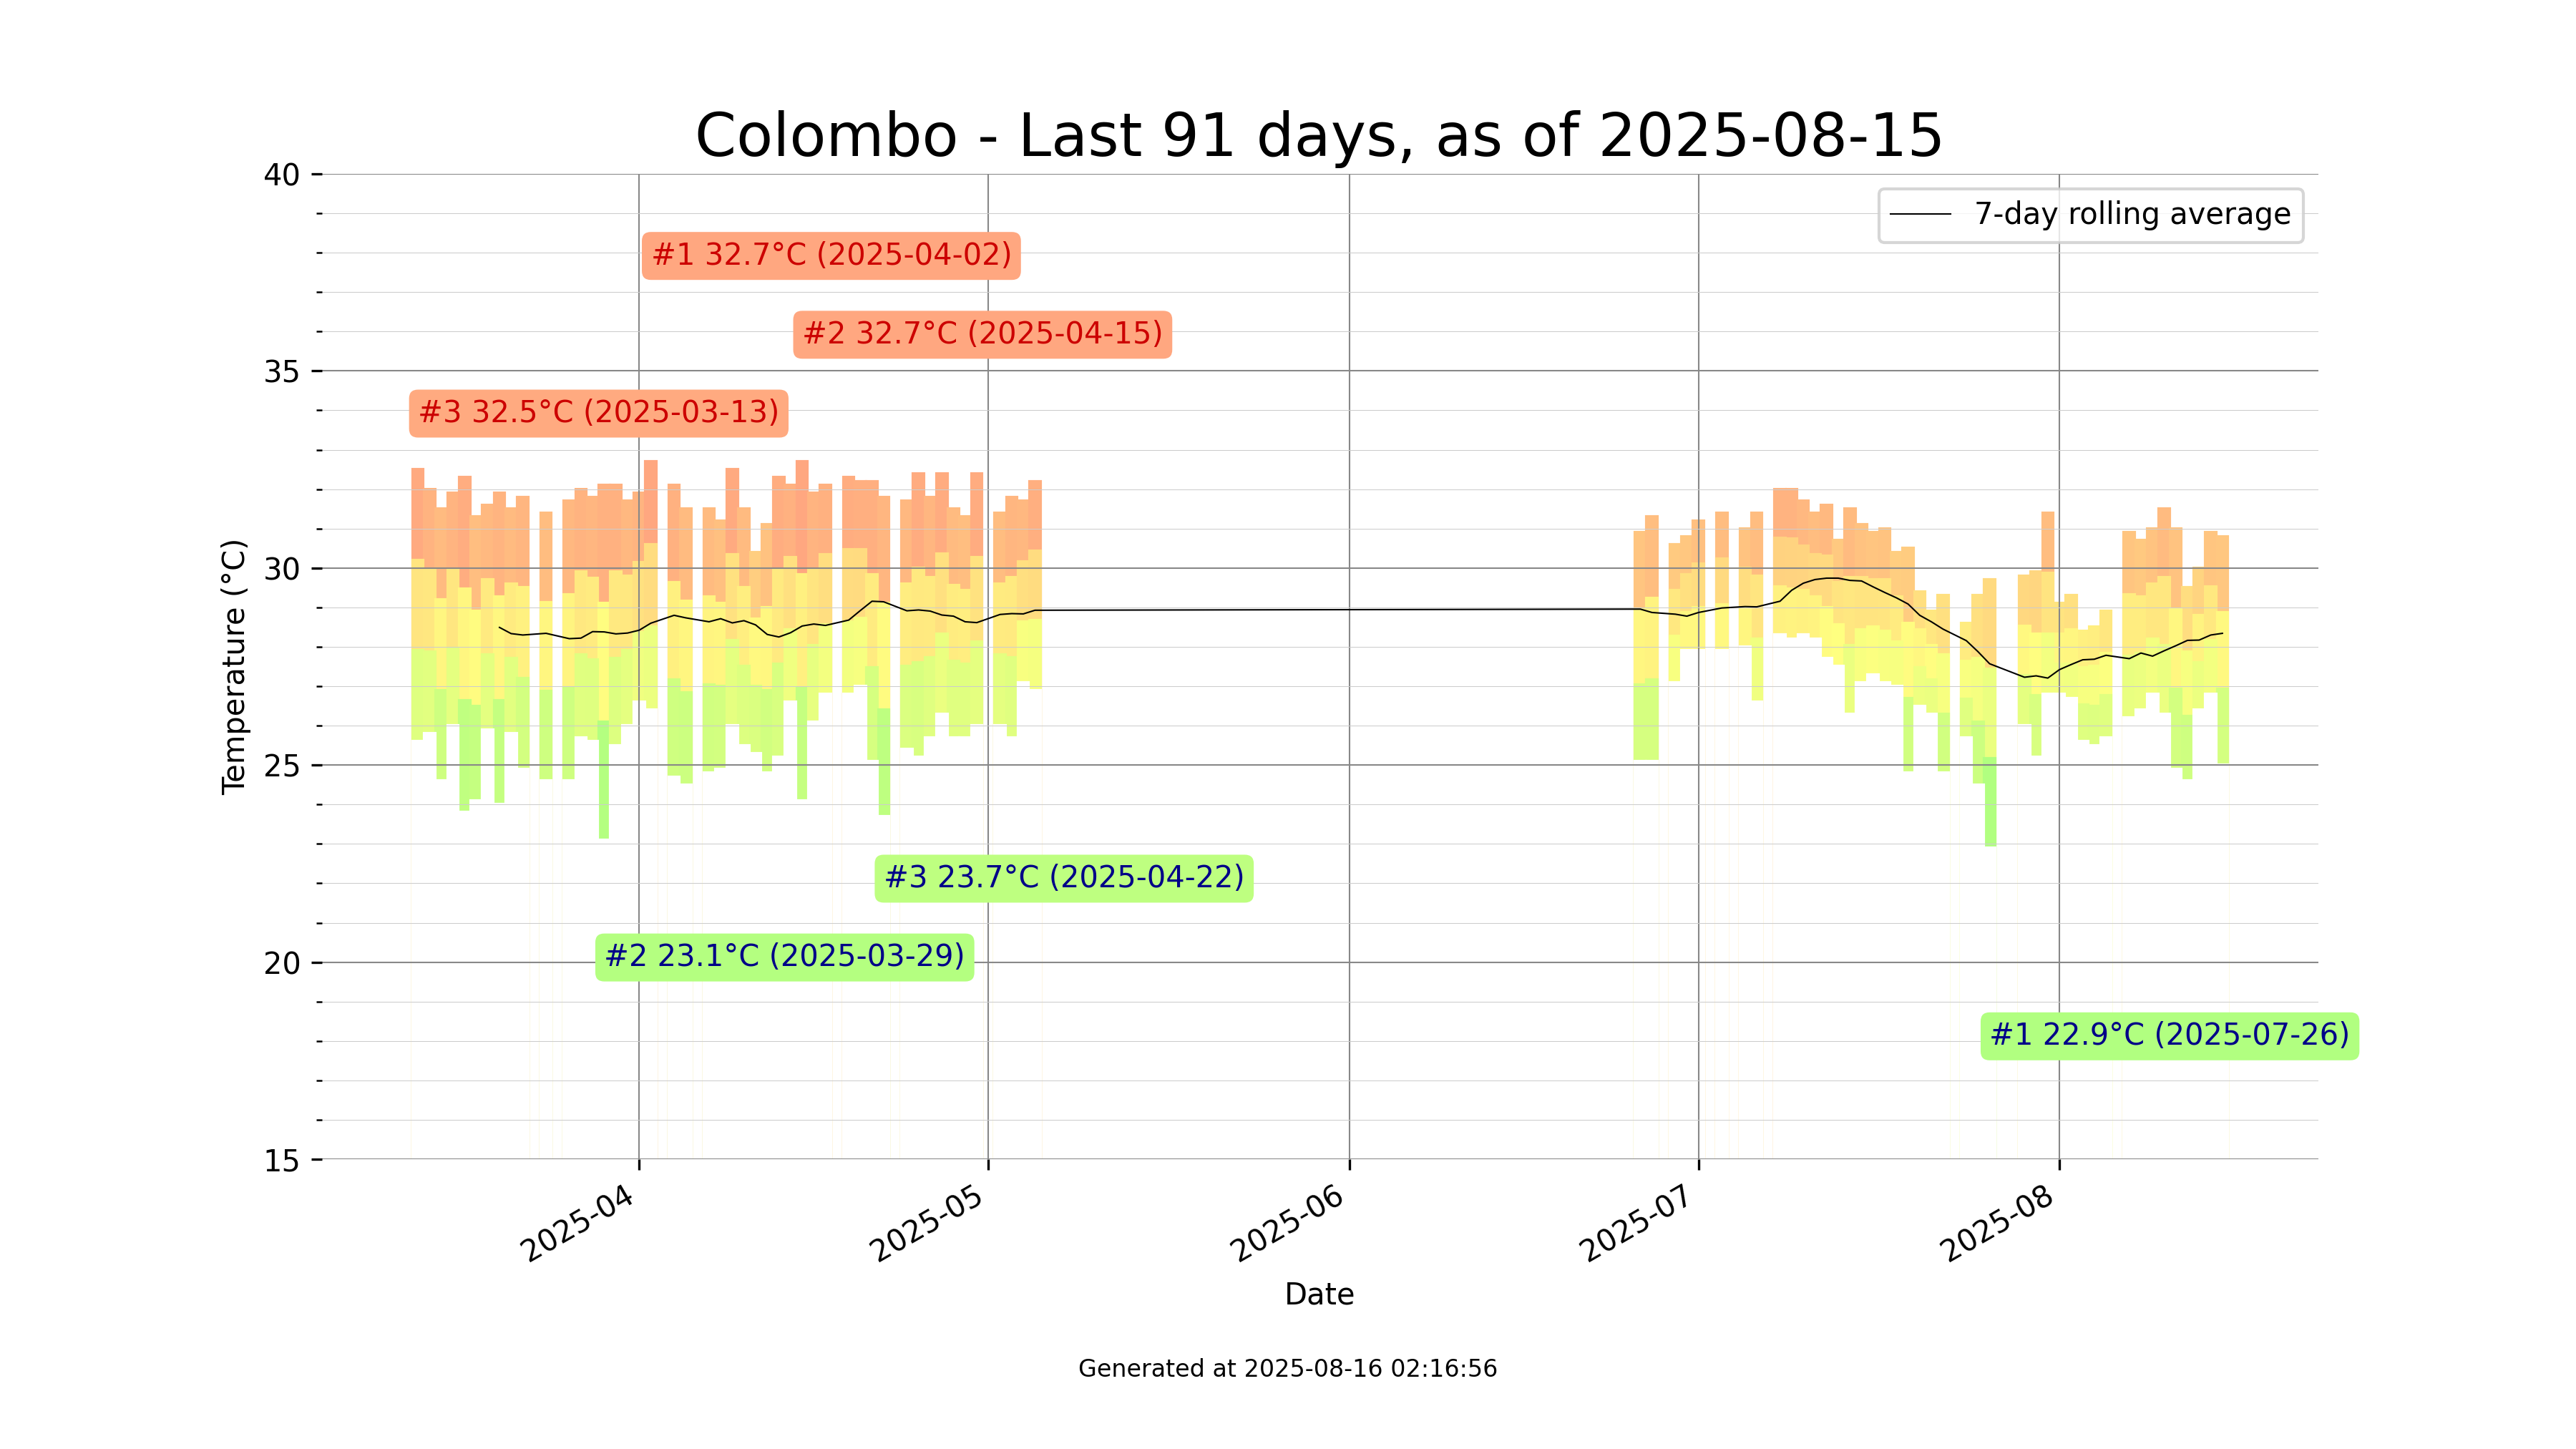 Colombo - Last 91 days, as of 2025-08-15
40
7-day rolling average
#1 32.7°C (2025-04-02)
#2 32.7°C (2025-04-15)
35
#3 32.5°C (2025-03-13)
30
Temperature (°C)
25
#3 23.7°C (2025-04-22)
#2 23.1°C (2025-03-29)
20
#1 22.9°C (2025-07-26)
15
2025-04
2025-05
2025-06
2025-07
2025-08
Date
Generated at 2025-08-16 02:16:56